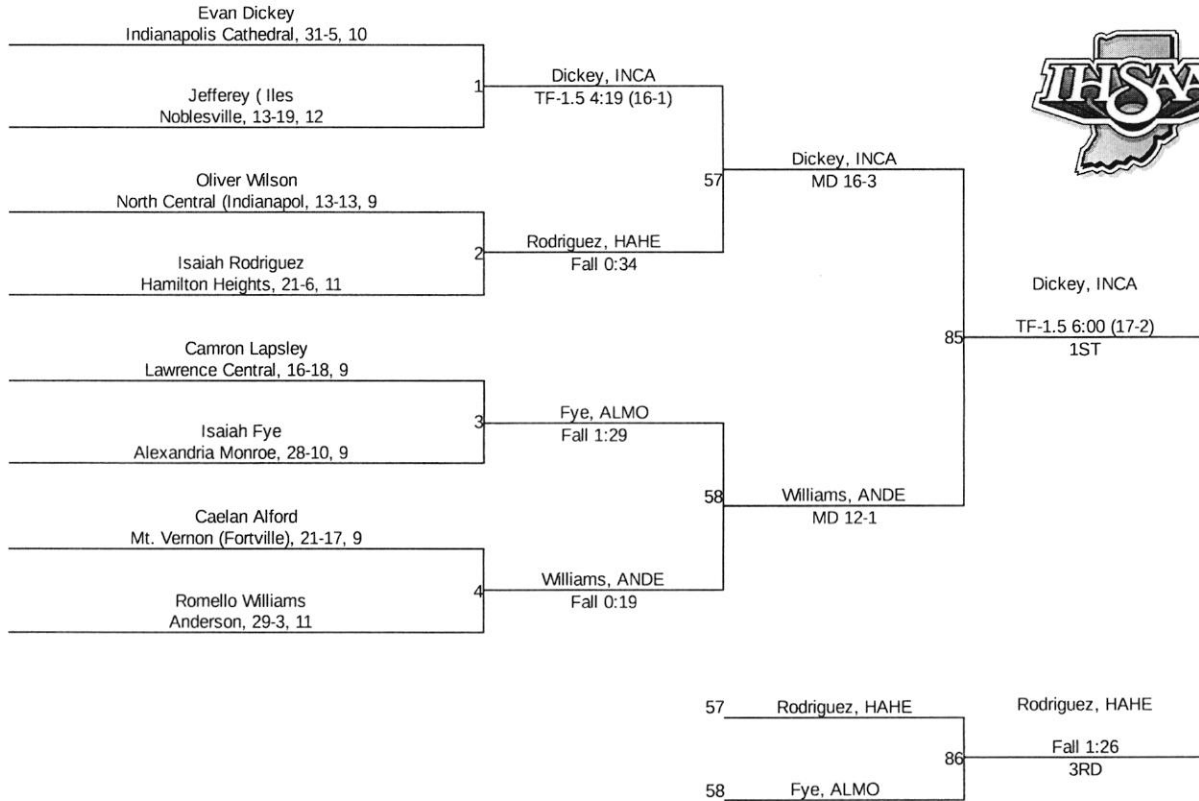 Evan Dickey
Indianapolis Cathedral, 31-5, 10
1
Jefferey ( Iles
Noblesville, 13-19, 12
Dickey, INCA
TF-1.5 4:19 (16-1)
Oliver Wilson
North Central (Indianapol, 13-13, 9
2
Isaiah Rodriguez
Hamilton Heights, 21-6, 11
Rodriguez, HAHE
Fall 0:34
57
Dickey, INCA
MD 16-3
Camron Lapsley
Lawrence Central, 16-18, 9
3
Isaiah Fye
Alexandria Monroe, 28-10, 9
Fye, ALMO
Fall 1:29
Caelan Alford
Mt. Vernon (Fortville), 21-17, 9
4
Romello Williams
Anderson, 29-3, 11
Williams, ANDE
Fall 0:19
58
Williams, ANDE
MD 12-1
85
Dickey, INCA
TF-1.5 6:00 (17-2)
1ST
IHSAA
57
Rodriguez, HAHE
58
Fye, ALMO
86
Rodriguez, HAHE
Fall 1:26
3RD